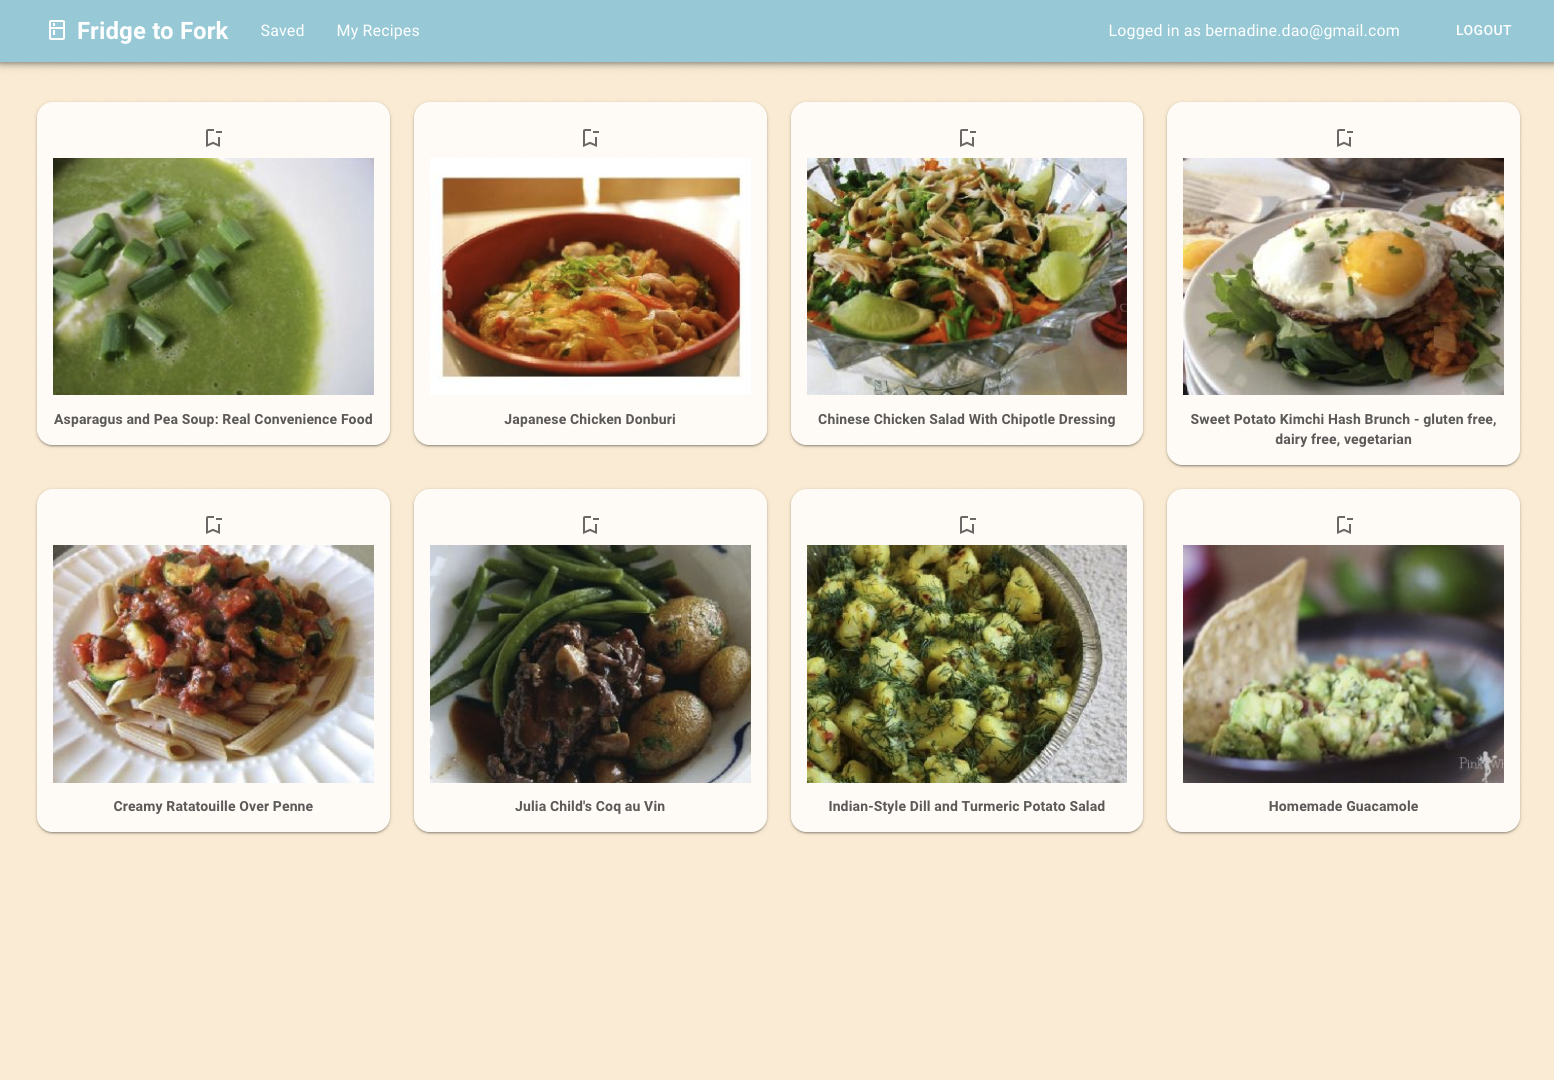 Fridge to Fork
Saved
My Recipes
Logged in as bernadine.dao@gmail.com
LOGOUT
Asparagus and Pea Soup: Real Convenience Food
Japanese Chicken Donburi
Chinese Chicken Salad With Chipotle Dressing
Sweet Potato Kimchi Hash Brunch - gluten free,
dairy free, vegetarian
Creamy Ratatouille Over Penne
Julia Child's Coq au Vin
Indian-Style Dill and Turmeric Potato Salad
Homemade Guacamole